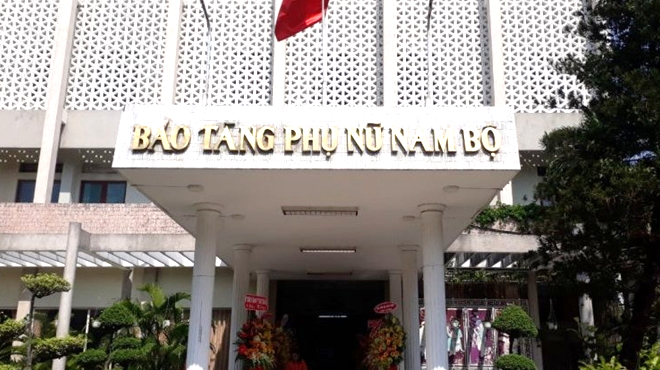 BẢO TÀNG PHỤ NỮ NAM BỘ